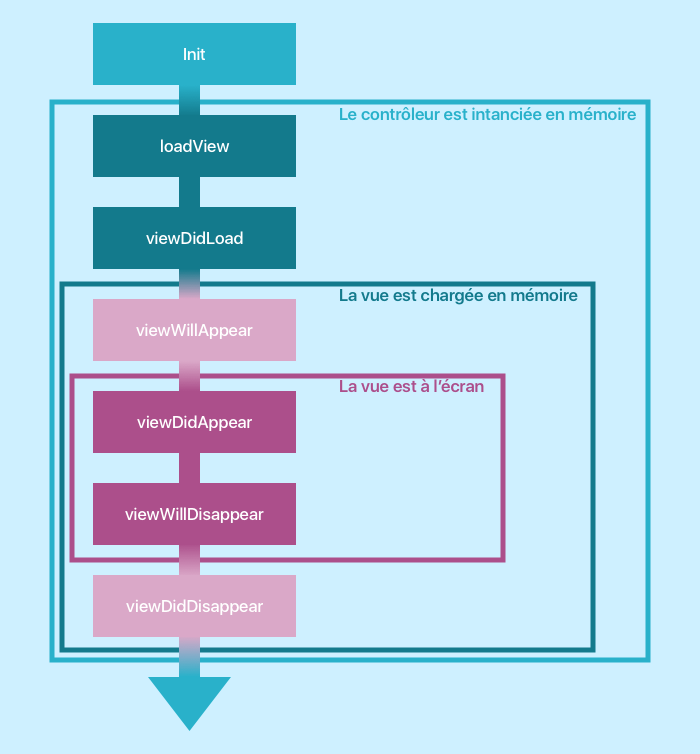 Init
Le contrôleur est intanciée en mémoire
loadView
viewDidLoad
La vue est chargée en mémoire
viewWillAppear
La vue est à l’écran
viewDidAppear
viewWillDisappear
viewDidDisappear